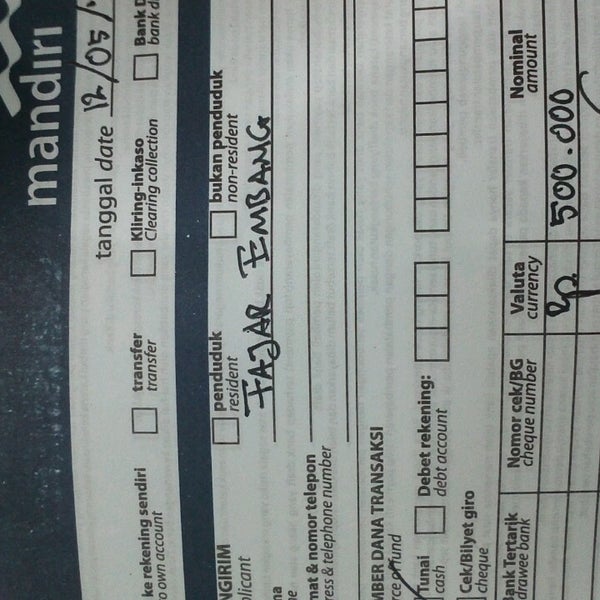 mandiri
tanggal date 12/05/
ke rekening sendiri
o own account
transfer
transfer
Kliring-inkaso
Clearing collection
Bank D
bank d
NGIRIM
plicant
penduduk
resident
bukan penduduk
non-resident
FAJAR EMBANG
mat & nomor telepon
ress & telephone number
MBER DANA TRANSAKSI
rce of fund
Tunai
cash
Debet rekening:
debt account
Cek/Bilyet giro
cheque
Bank Tertarik
drawee bank
Nomor cek/BG
cheque number
Valuta
currency
Nominal
amount
Rp. 500.000